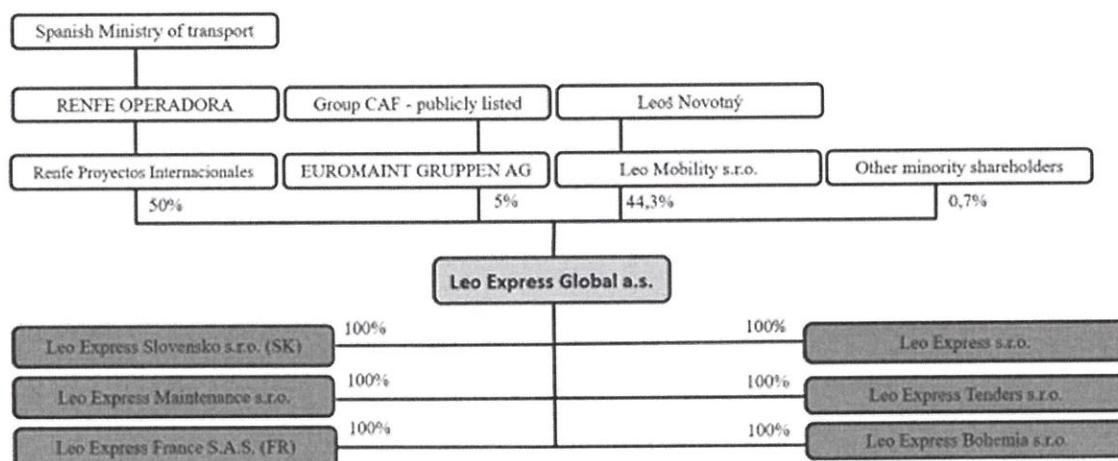 Spanish Ministry of transport
RENFE OPERADORA
Group CAF - publicly listed
Leoš Novotný
Renfe Proyectos Internacionales
EUROMAINT GRUPPEN AG
Leo Mobility s.r.o.
Other minority shareholders
50%
5%
44,3%
0,7%
Leo Express Global a.s.
100%
100%
Leo Express Slovensko s.r.o. (SK)
Leo Express s.r.o.
100%
100%
Leo Express Maintenance s.r.o.
Leo Express Tenders s.r.o.
100%
100%
Leo Express France S.A.S. (FR)
Leo Express Bohemia s.r.o.